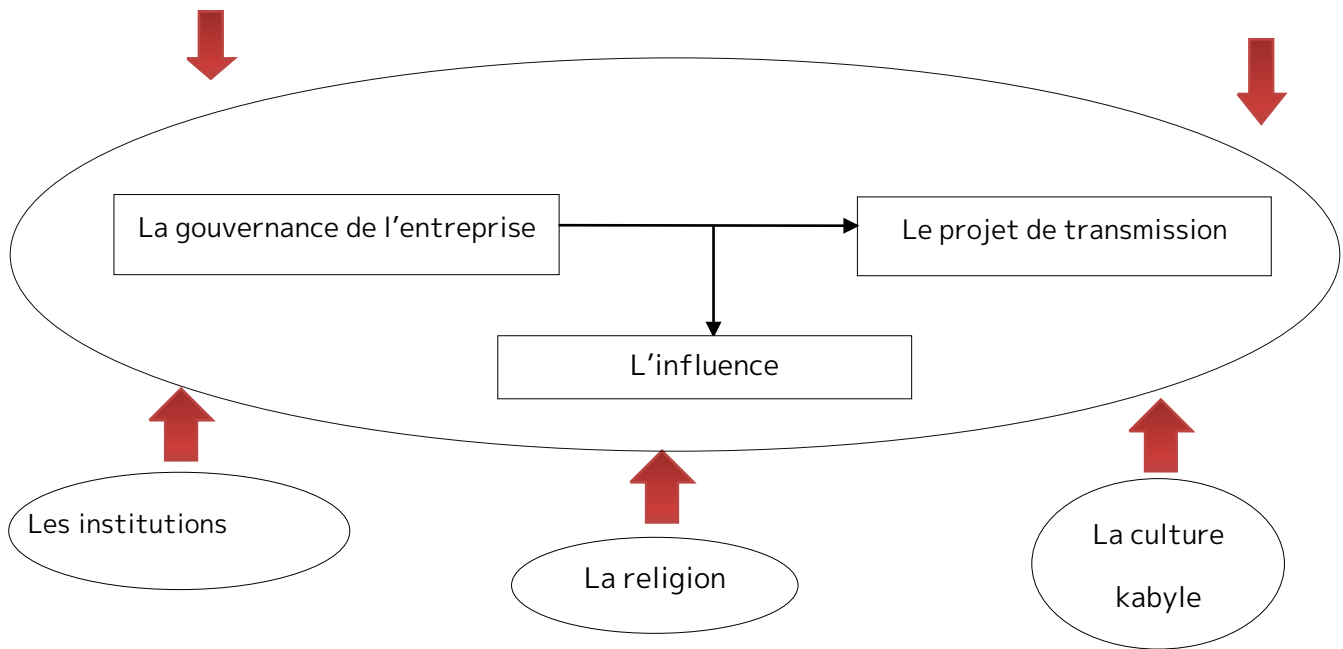 La gouvernance de l’entreprise
Le projet de transmission
L’influence
Les institutions
La religion
La culture
kabyle